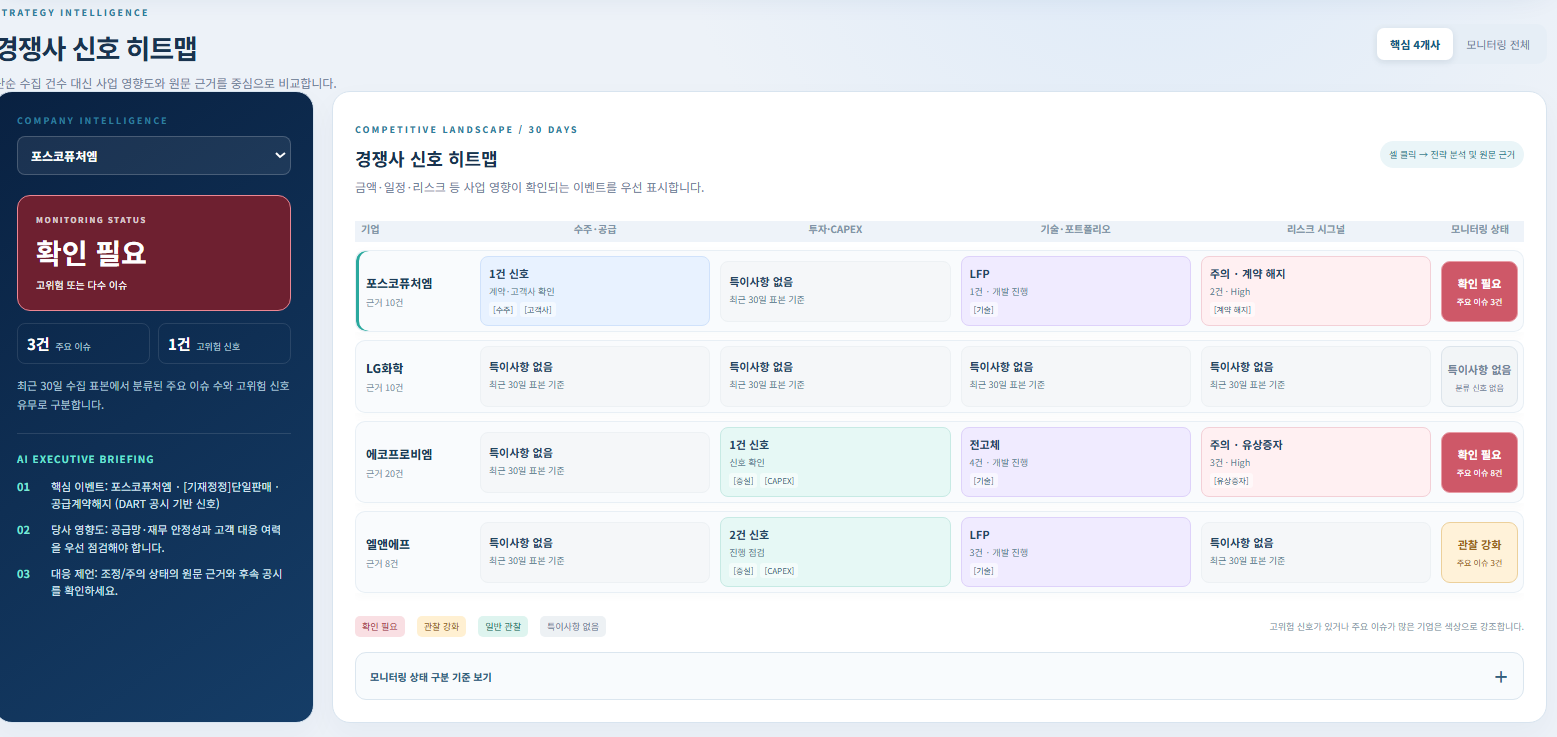 TRATEGY INTELLIGENCE
경쟁사 신호 히트맵
단순 수집 건수 대신 사업 영향도와 원문 근거를 중심으로 비교합니다.
핵심 4개사
모니터링 전체
COMPANY INTELLIGENCE
포스코퓨처엠
MONITORING STATUS
확인 필요
고위험 또는 다수 이슈
3건 주요 이슈
1건 고위험 신호
최근 30일 수집 표본에서 분류된 주요 이슈 수와 고위험 신호
유무로 구분합니다.
AI EXECUTIVE BRIEFING
01 핵심 이벤트: 포스코퓨처엠 · [기재정정]단일판매 ·
공급계약해지 (DART 공시 기반 신호)
02 당사 영향도: 공급망·재무 안정성과 고객 대응 여력
을 우선 점검해야 합니다.
03 대응 제언: 조정/주의 상태의 원문 근거와 후속 공시
를 확인하세요.
COMPETITIVE LANDSCAPE / 30 DAYS
경쟁사 신호 히트맵
금액·일정·리스크 등 사업 영향이 확인되는 이벤트를 우선 표시합니다.
셀 클릭 → 전략 분석 및 원문 근거
기업 수주·공급 투자·CAPEX 기술·포트폴리오 리스크 시그널 모니터링 상태
포스코퓨처엠
근거 10건
1건 신호
계약·고객사 확인
[수주] [고객사]
특이사항 없음
최근 30일 표본 기준
LFP
1건 · 개발 진행
[기술]
주의 · 계약 해지
2건 · High
[계약 해지]
확인 필요
주요 이슈 3건
LG화학
근거 10건
특이사항 없음
최근 30일 표본 기준
특이사항 없음
최근 30일 표본 기준
특이사항 없음
최근 30일 표본 기준
특이사항 없음
최근 30일 표본 기준
특이사항 없음
분류 신호 없음
에코프로비엠
근거 20건
특이사항 없음
최근 30일 표본 기준
1건 신호
신호 확인
[증설] [CAPEX]
전고체
4건 · 개발 진행
[기술]
주의 · 유상증자
3건 · High
[유상증자]
확인 필요
주요 이슈 8건
엘앤에프
근거 8건
특이사항 없음
최근 30일 표본 기준
2건 신호
진행 점검
[증설] [CAPEX]
LFP
3건 · 개발 진행
[기술]
특이사항 없음
최근 30일 표본 기준
관찰 강화
주요 이슈 3건
확인 필요 관찰 강화 일반 관찰 특이사항 없음
고위험 신호가 있거나 주요 이슈가 많은 기업은 색상으로 강조합니다.
모니터링 상태 구분 기준 보기 +